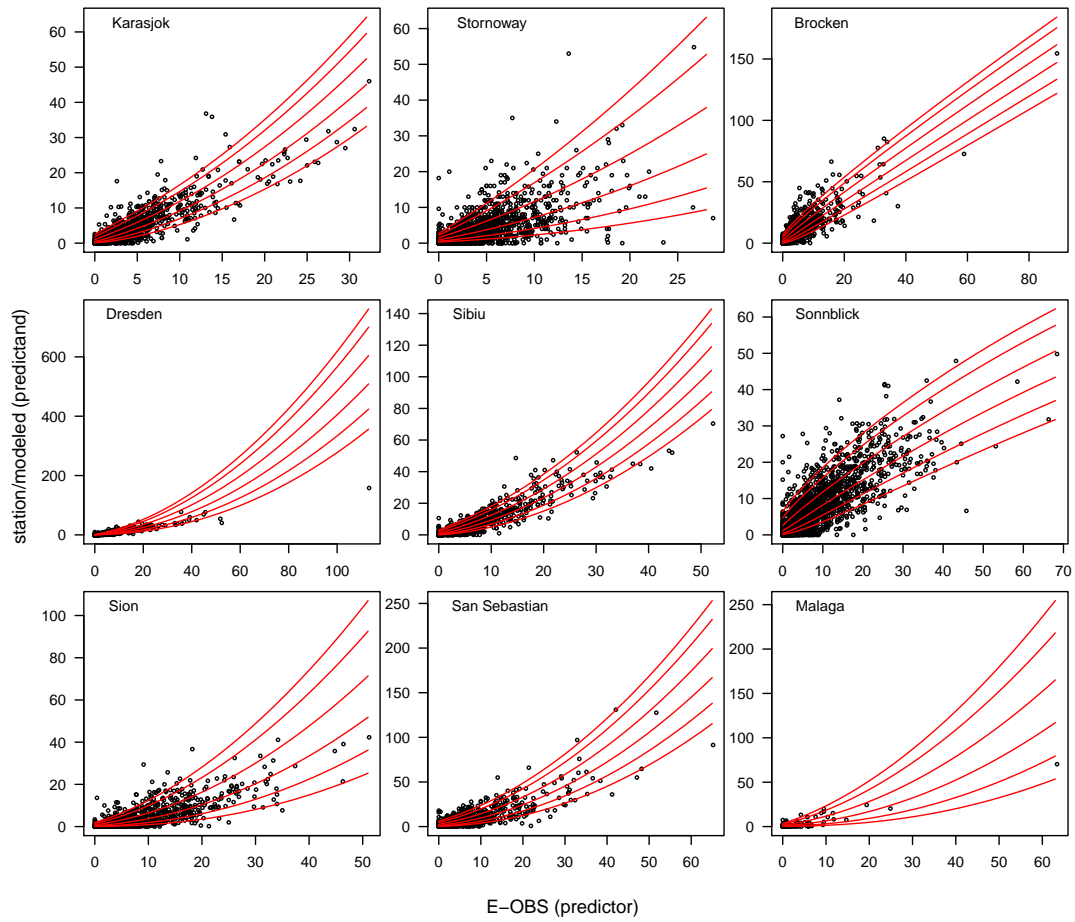 Karasjok
Stornoway
Brocken
60
50
40
30
20
10
0
0 5 10 15 20 25 30
60
50
40
30
20
10
0
0 5 10 15 20 25
150
100
50
0
0 20 40 60 80
Dresden
Sibiu
Sonnblick
600
400
200
0
0 20 40 60 80 100
140
120
100
80
60
40
20
0
0 10 20 30 40 50
60
50
40
30
20
10
0
0 10 20 30 40 50 60 70
station/modeled (predictand)
Sion
San Sebastian
Malaga
100
80
60
40
20
0
0 10 20 30 40 50
250
200
150
100
50
0
0 10 20 30 40 50 60
250
200
150
100
50
0
0 10 20 30 40 50 60
E−OBS (predictor)